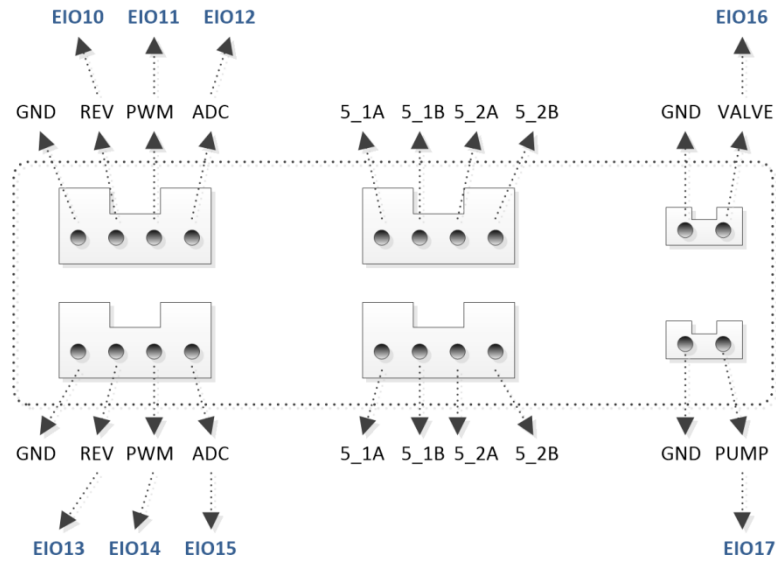 EIO10 EIO11 EIO12 EIO16
GND REV PWM ADC 5_1A 5_1B 5_2A 5_2B GND VALVE
GND REV PWM ADC 5_1A 5_1B 5_2A 5_2B GND PUMP
EIO13 EIO14 EIO15 EIO17